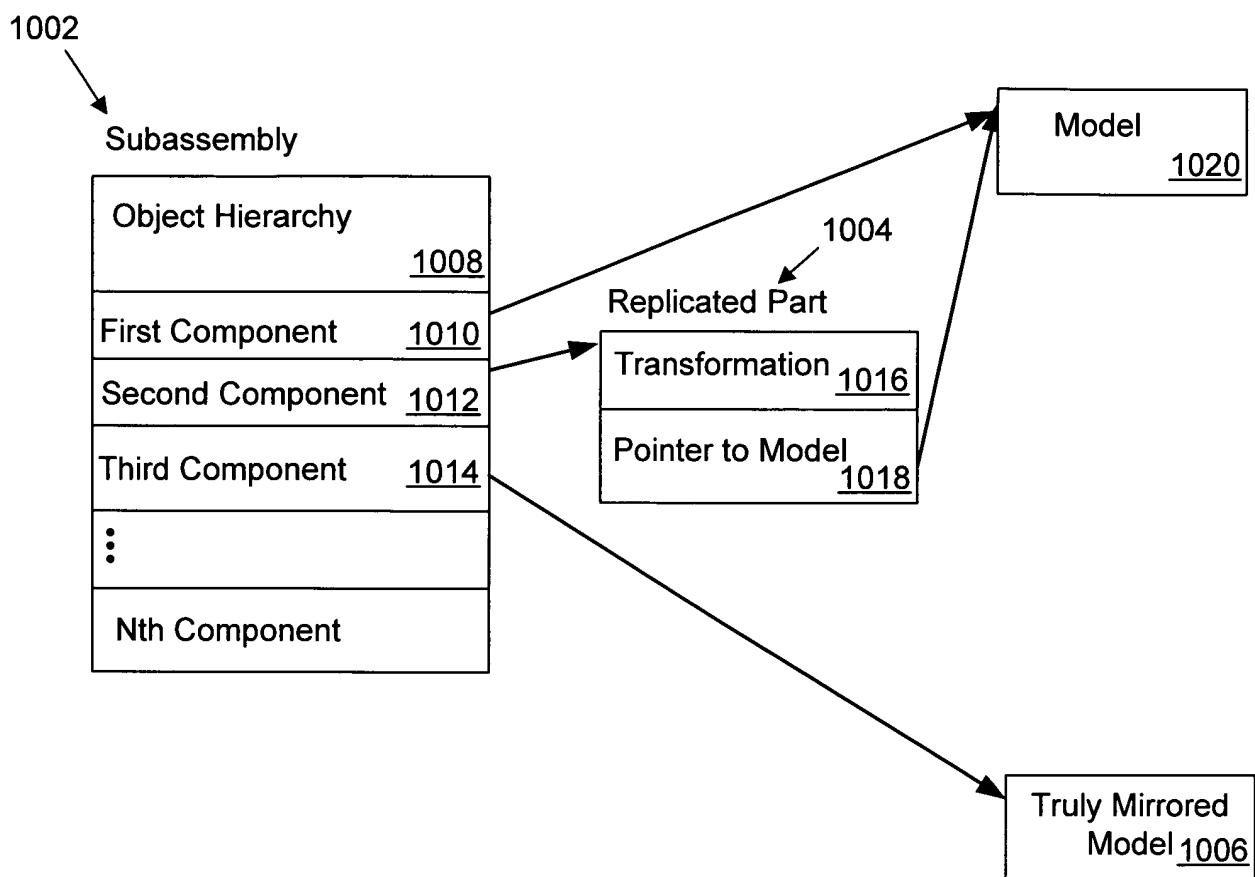 1002
Subassembly
Object Hierarchy
1008
First Component 1010
Second Component 1012
Third Component 1014
Nth Component
1004
Replicated Part
Transformation 1016
Pointer to Model 1018
Model
1020
Truly Mirrored
Model 1006